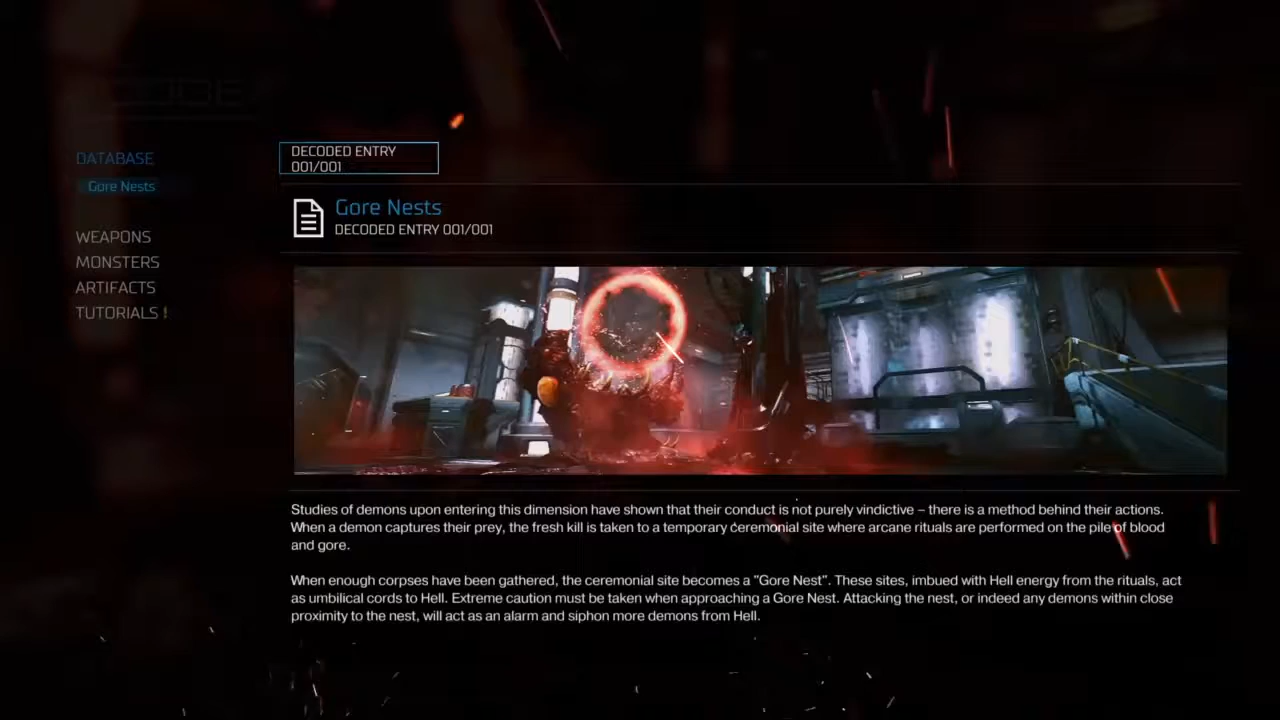 DATABASE
Gore Nests
WEAPONS
MONSTERS
ARTIFACTS
TUTORIALS !
DECODED ENTRY
001/001
Gore Nests
DECODED ENTRY 001/001
Studies of demons upon entering this dimension have shown that their conduct is not purely vindictive – there is a method behind their actions.
When a demon captures their prey, the fresh kill is taken to a temporary ceremonial site where arcane rituals are performed on the pile of blood
and gore.
When enough corpses have been gathered, the ceremonial site becomes a "Gore Nest". These sites, imbued with Hell energy from the rituals, act
as umbilical cords to Hell. Extreme caution must be taken when approaching a Gore Nest. Attacking the nest, or indeed any demons within close
proximity to the nest, will act as an alarm and siphon more demons from Hell.